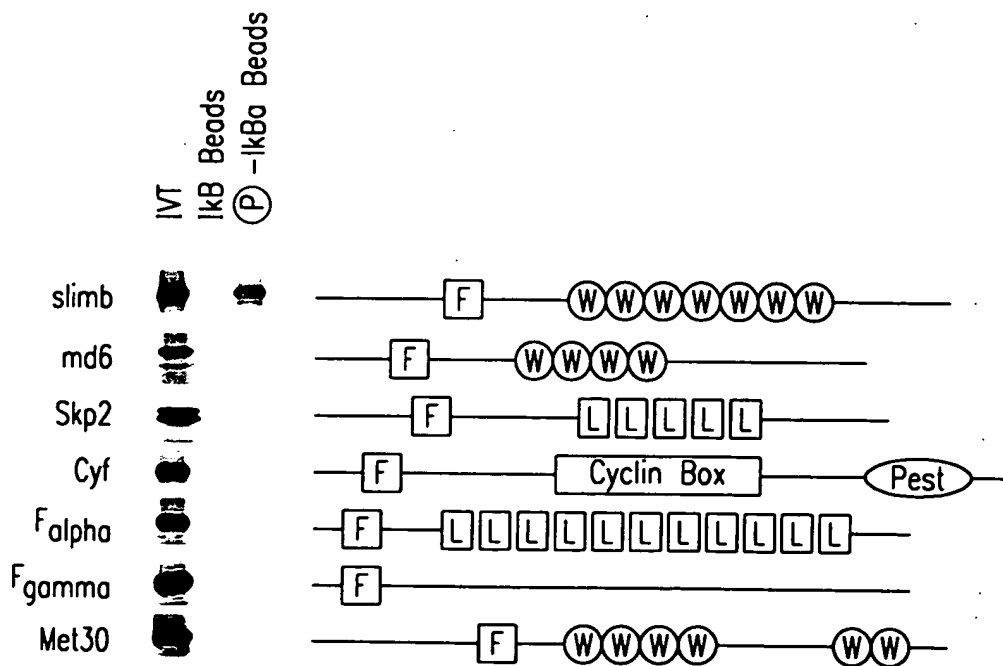 IVT
IkB Beads
P -IkBa Beads
slimb F W W W W W W W
md6 F W W W W
Skp2 F L L L L L
Cyf F Cyclin Box Pest
Falpha F L L L L L L L L L L L
Fgamma F
Met30 F W W W W W W